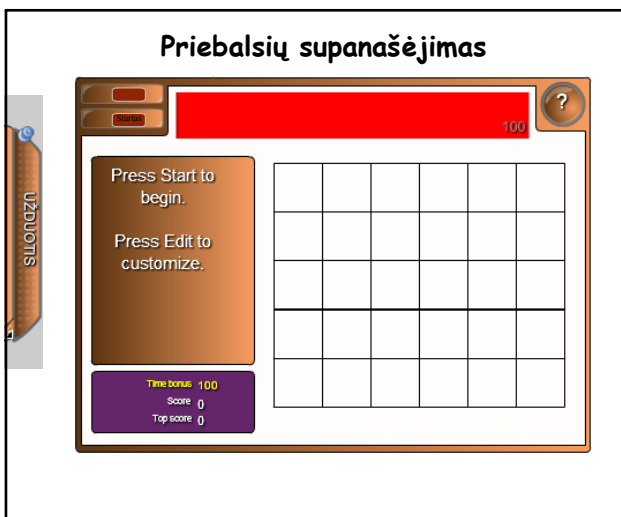 Priebalsių supanašėjimas
Startas
?
100
UŽDUOTIS
Press Start to
begin.
Press Edit to
customize.
Time bonus 100
Score 0
Top score 0